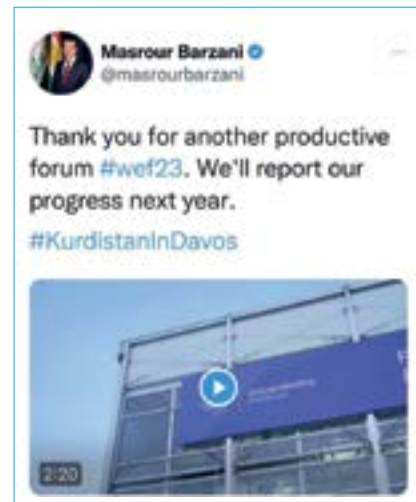 Masrour Barzani
@masrourbarzani
Thank you for another productive
forum #wef23. We'll report our
progress next year.
#KurdistanInDavos
2:20